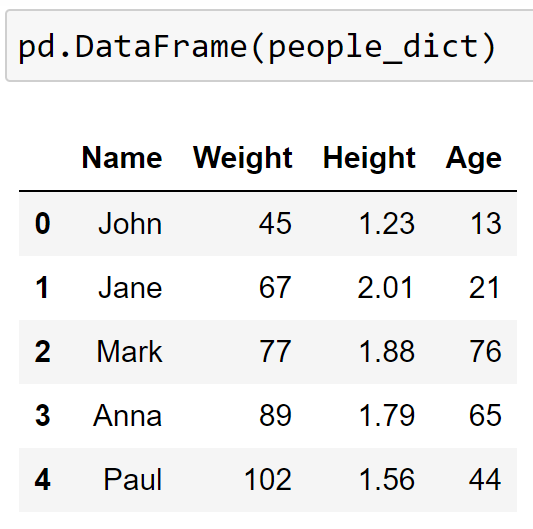 pd.DataFrame(people_dict)
Name Weight Height Age
0 John 45 1.23 13
1 Jane 67 2.01 21
2 Mark 77 1.88 76
3 Anna 89 1.79 65
4 Paul 102 1.56 44